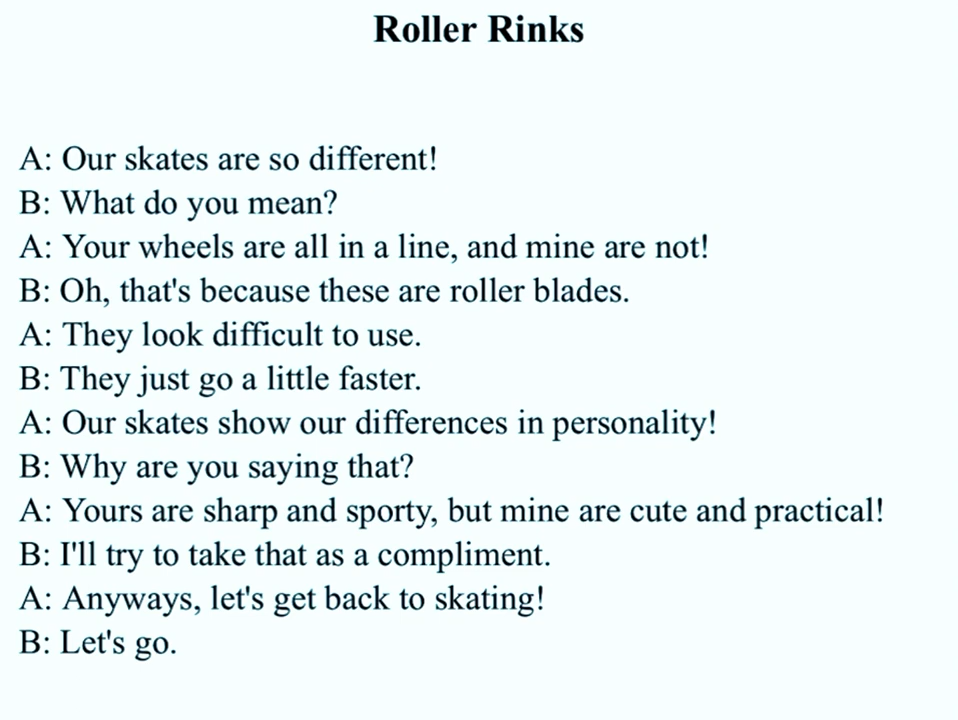 Roller Rinks
A: Our skates are so different!
B: What do you mean?
A: Your wheels are all in a line, and mine are not!
B: Oh, that's because these are roller blades.
A: They look difficult to use.
B: They just go a little faster.
A: Our skates show our differences in personality!
B: Why are you saying that?
A: Yours are sharp and sporty, but mine are cute and practical!
B: I'll try to take that as a compliment.
A: Anyways, let's get back to skating!
B: Let's go.